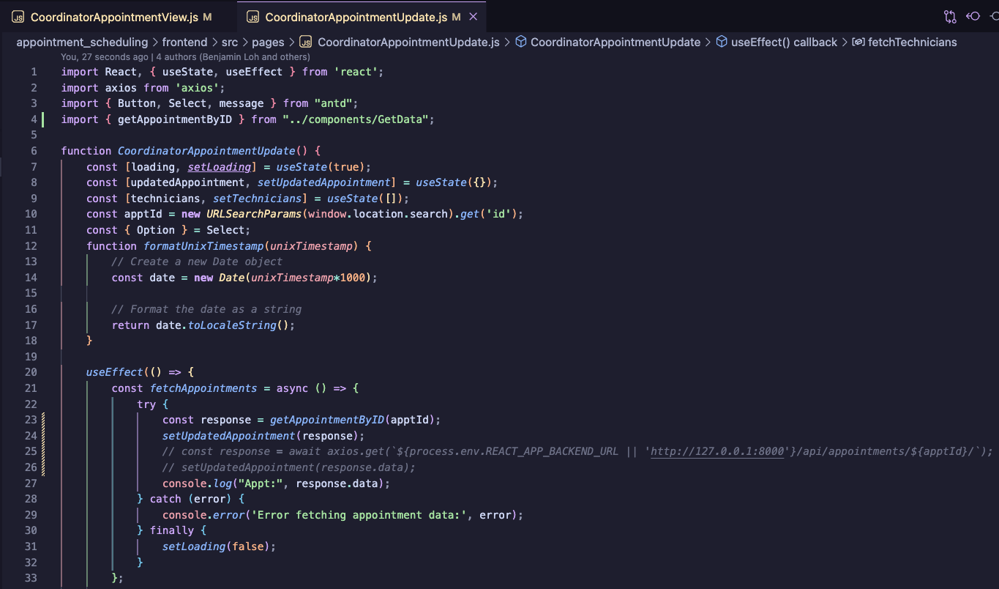 JS CoordinatorAppointmentView.js M JS CoordinatorAppointmentUpdate.js M
appointment_scheduling > frontend > src > pages > JS CoordinatorAppointmentUpdate.js > CoordinatorAppointmentUpdate > useEffect() callback > fetchTechnicians
You, 27 seconds ago | 4 authors (Benjamin Loh and others)
1 import React, { useState, useEffect } from 'react';
2 import axios from 'axios';
3 import { Button, Select, message } from "antd";
4 import { getAppointmentByID } from "../components/GetData";
5
6 function CoordinatorAppointmentUpdate() {
7 const [loading, setLoading] = useState(true);
8 const [updatedAppointment, setUpdatedAppointment] = useState({});
9 const [technicians, setTechnicians] = useState([]);
10 const apptId = new URLSearchParams(window.location.search).get('id');
11 const { Option } = Select;
12 function formatUnixTimestamp(unixTimestamp) {
13 // Create a new Date object
14 const date = new Date(unixTimestamp*1000);
15
16 // Format the date as a string
17 return date.toLocaleString();
18 }
19
20 useEffect(() => {
21 const fetchAppointments = async () => {
22 try {
23 const response = getAppointmentByID(apptId);
24 setUpdatedAppointment(response);
25 // const response = await axios.get(`${process.env.REACT_APP_BACKEND_URL || 'http://127.0.0.1:8000'}/api/appointments/${apptId}/`);
26 // setUpdatedAppointment(response.data);
27 console.log("Appt:", response.data);
28 } catch (error) {
29 console.error('Error fetching appointment data:', error);
30 } finally {
31 setLoading(false);
32 }
33 };